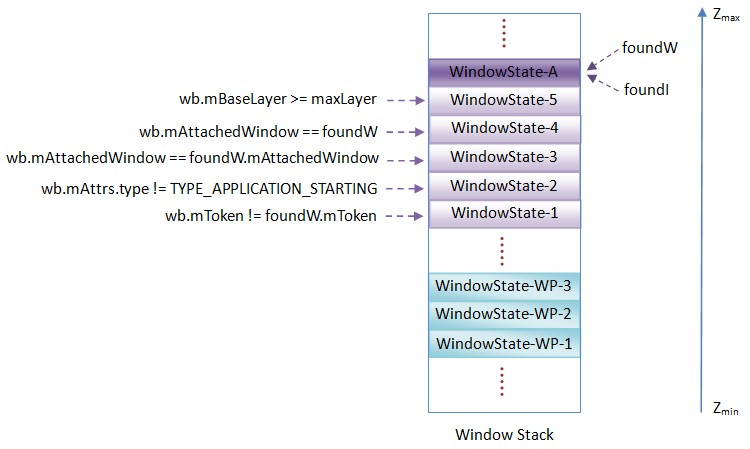 Zmax
foundW
WindowState-A
foundI
wb.mBaseLayer >= maxLayer
WindowState-5
wb.mAttachedWindow == foundW
WindowState-4
wb.mAttachedWindow == foundW.mAttachedWindow
WindowState-3
wb.mAttrs.type != TYPE_APPLICATION_STARTING
WindowState-2
wb.mToken != foundW.mToken
WindowState-1
WindowState-WP-3
WindowState-WP-2
WindowState-WP-1
Zmin
Window Stack